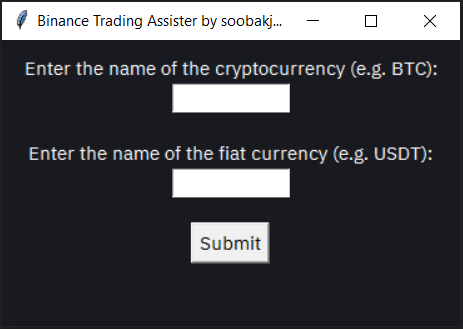 Binance Trading Assister by soobakj...
Enter the name of the cryptocurrency (e.g. BTC):
Enter the name of the fiat currency (e.g. USDT):
Submit